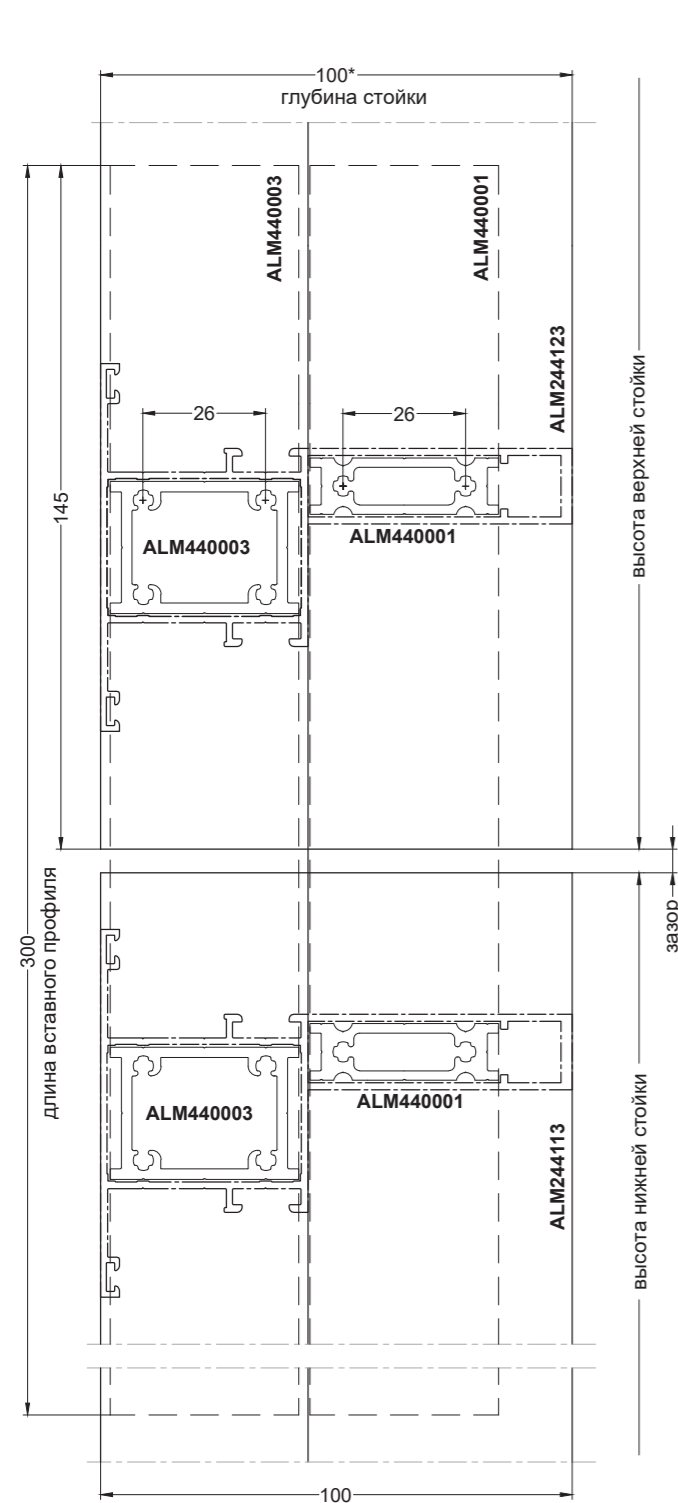 100*
глубина стойки
ALM440003
ALM440001
ALM244123
26
26
145
ALM440003
ALM440001
высота верхней стойки
зазор
300
длина вставного профиля
ALM440003
ALM440001
ALM244113
высота нижней стойки
100